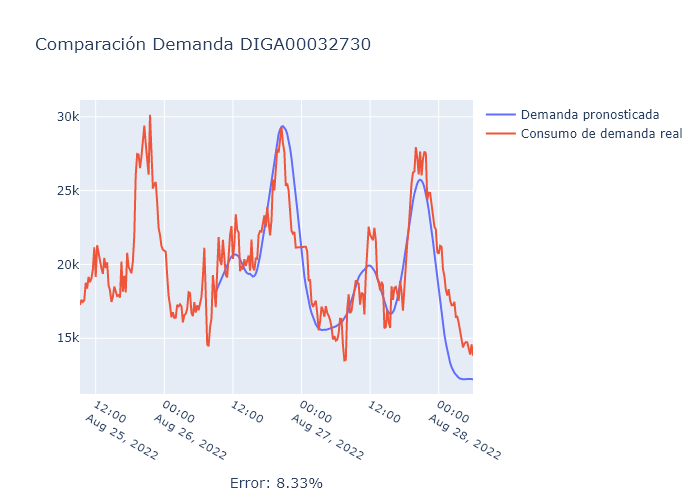 Comparación Demanda DIGA00032730
30k
25k
20k
15k
Demanda pronosticada
Consumo de demanda real
12:00
Aug 25, 2022
00:00
Aug 26, 2022
12:00
00:00
Aug 27, 2022
12:00
00:00
Aug 28, 2022
Error: 8.33%